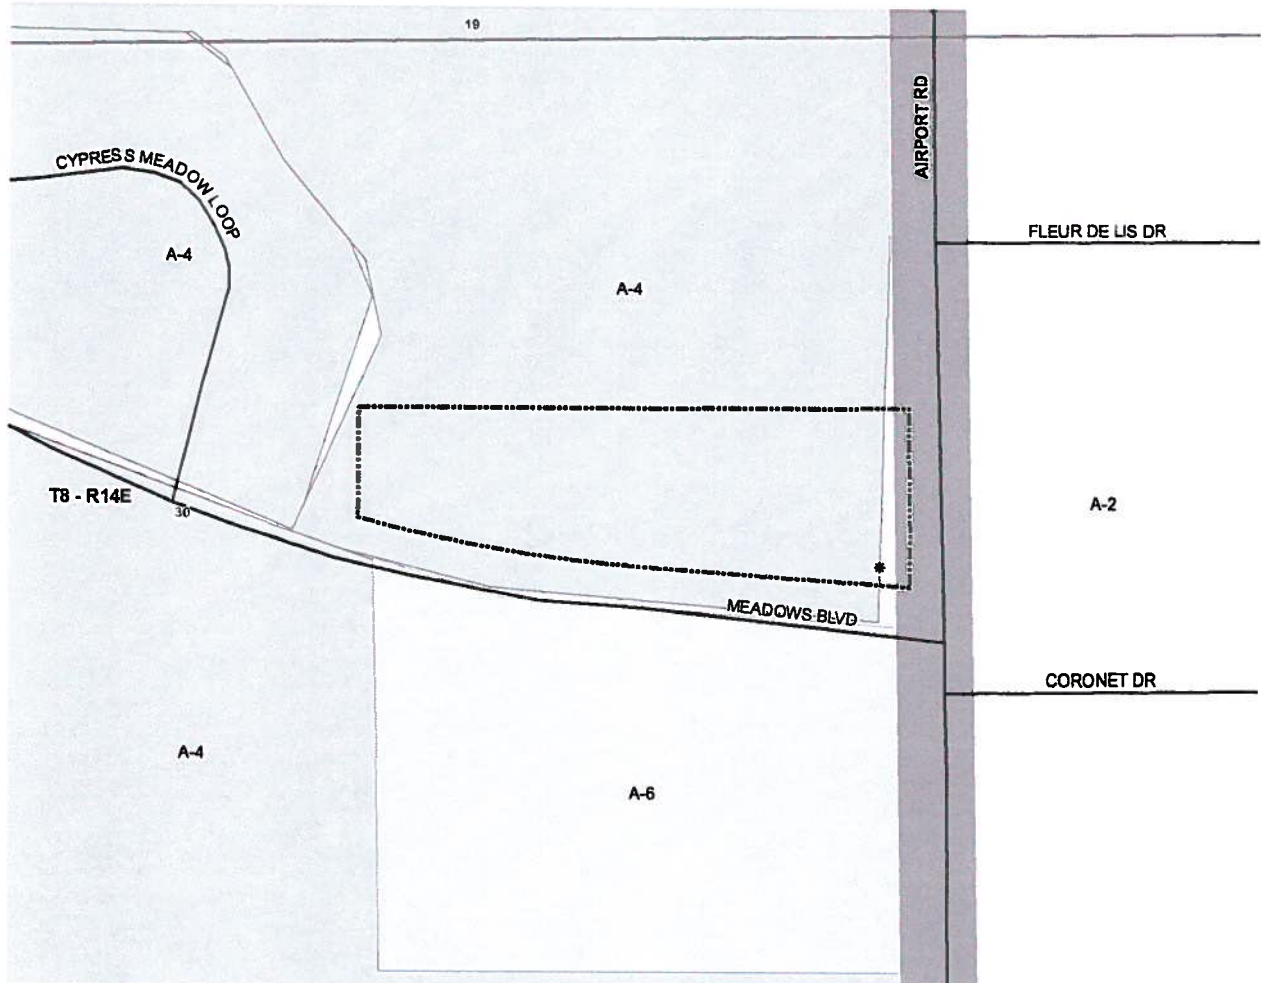 19
AIRPORT RD
CYPRESS MEADOW LOOP
FLEUR DE LIS DR
A-4
A-4
T8 - R14E
30
A-2
*
MEADOWS BLVD
CORONET DR
A-4
A-6